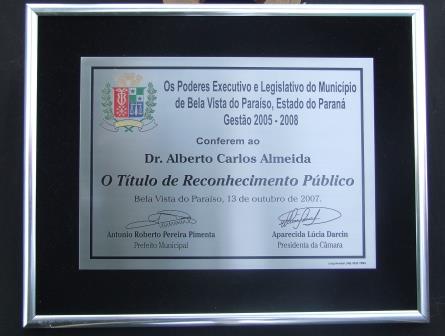 Os Poderes Executivo e Legislativo do Município
de Bela Vista do Paraíso, Estado do Paraná
Gestão 2005 - 2008
Conferem ao
Dr. Alberto Carlos Almeida
O Título de Reconhecimento Público
Bela Vista do Paraíso, 13 de outubro de 2007.
Antonio Roberto Pereira Pimenta
Prefeito Municipal
Aparecida Lúcia Darcin
Presidenta da Câmara